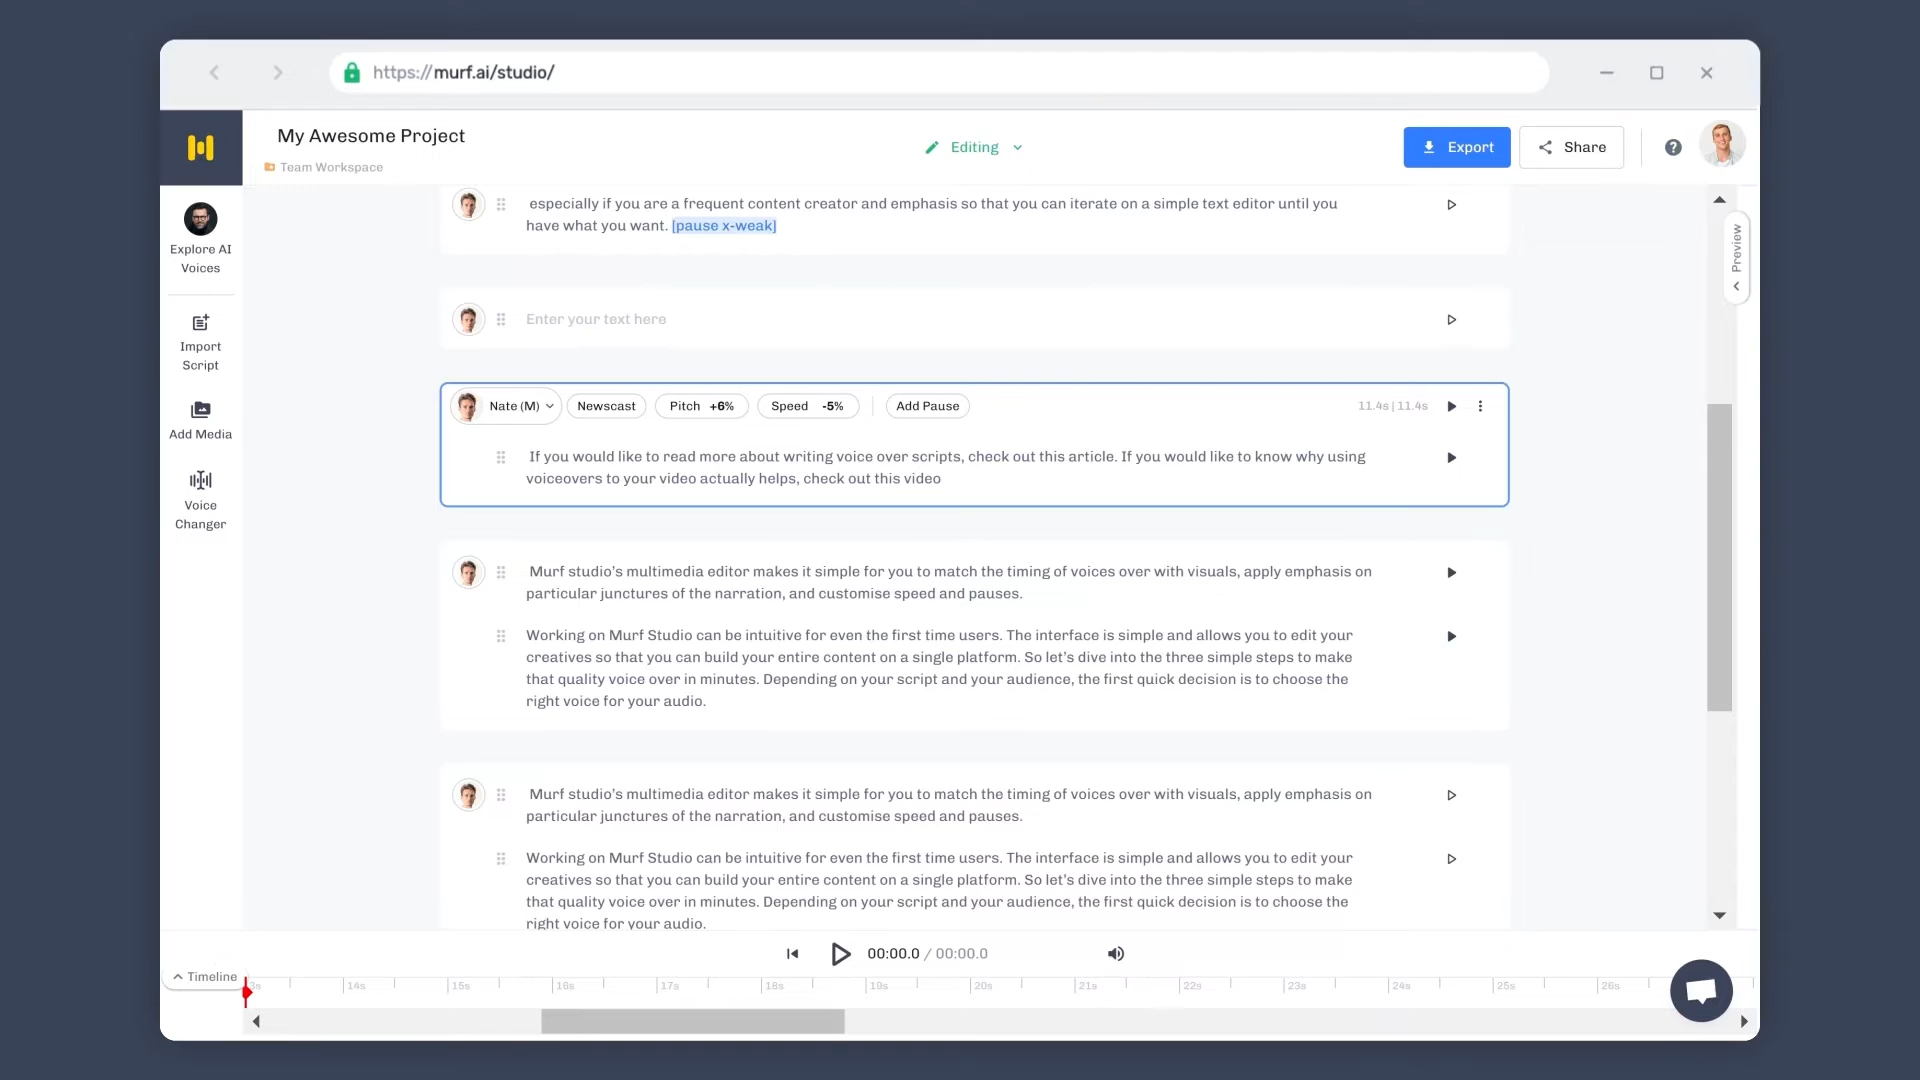 https://murf.ai/studio/
My Awesome Project
Team Workspace
Editing
Export
Share
Explore AI
Voices
Import
Script
Add Media
Voice
Changer
Preview
especially if you are a frequent content creator and emphasis so that you can iterate on a simple text editor until you
have what you want. [pause x-weak]
Enter your text here
Nate (M) Newscast Pitch +6% Speed -5% Add Pause 11.4s | 11.4s
If you would like to read more about writing voice over scripts, check out this article. If you would like to know why using
voiceovers to your video actually helps, check out this video
Murf studio’s multimedia editor makes it simple for you to match the timing of voices over with visuals, apply emphasis on
particular junctures of the narration, and customise speed and pauses.
Working on Murf Studio can be intuitive for even the first time users. The interface is simple and allows you to edit your
creatives so that you can build your entire content on a single platform. So let’s dive into the three simple steps to make
that quality voice over in minutes. Depending on your script and your audience, the first quick decision is to choose the
right voice for your audio.
Murf studio’s multimedia editor makes it simple for you to match the timing of voices over with visuals, apply emphasis on
particular junctures of the narration, and customise speed and pauses.
Working on Murf Studio can be intuitive for even the first time users. The interface is simple and allows you to edit your
creatives so that you can build your entire content on a single platform. So let’s dive into the three simple steps to make
that quality voice over in minutes. Depending on your script and your audience, the first quick decision is to choose the
right voice for your audio.
00:00.0 / 00:00.0
Timeline
3s 14s 15s 16s 17s 18s 19s 20s 21s 22s 23s 24s 25s 26s